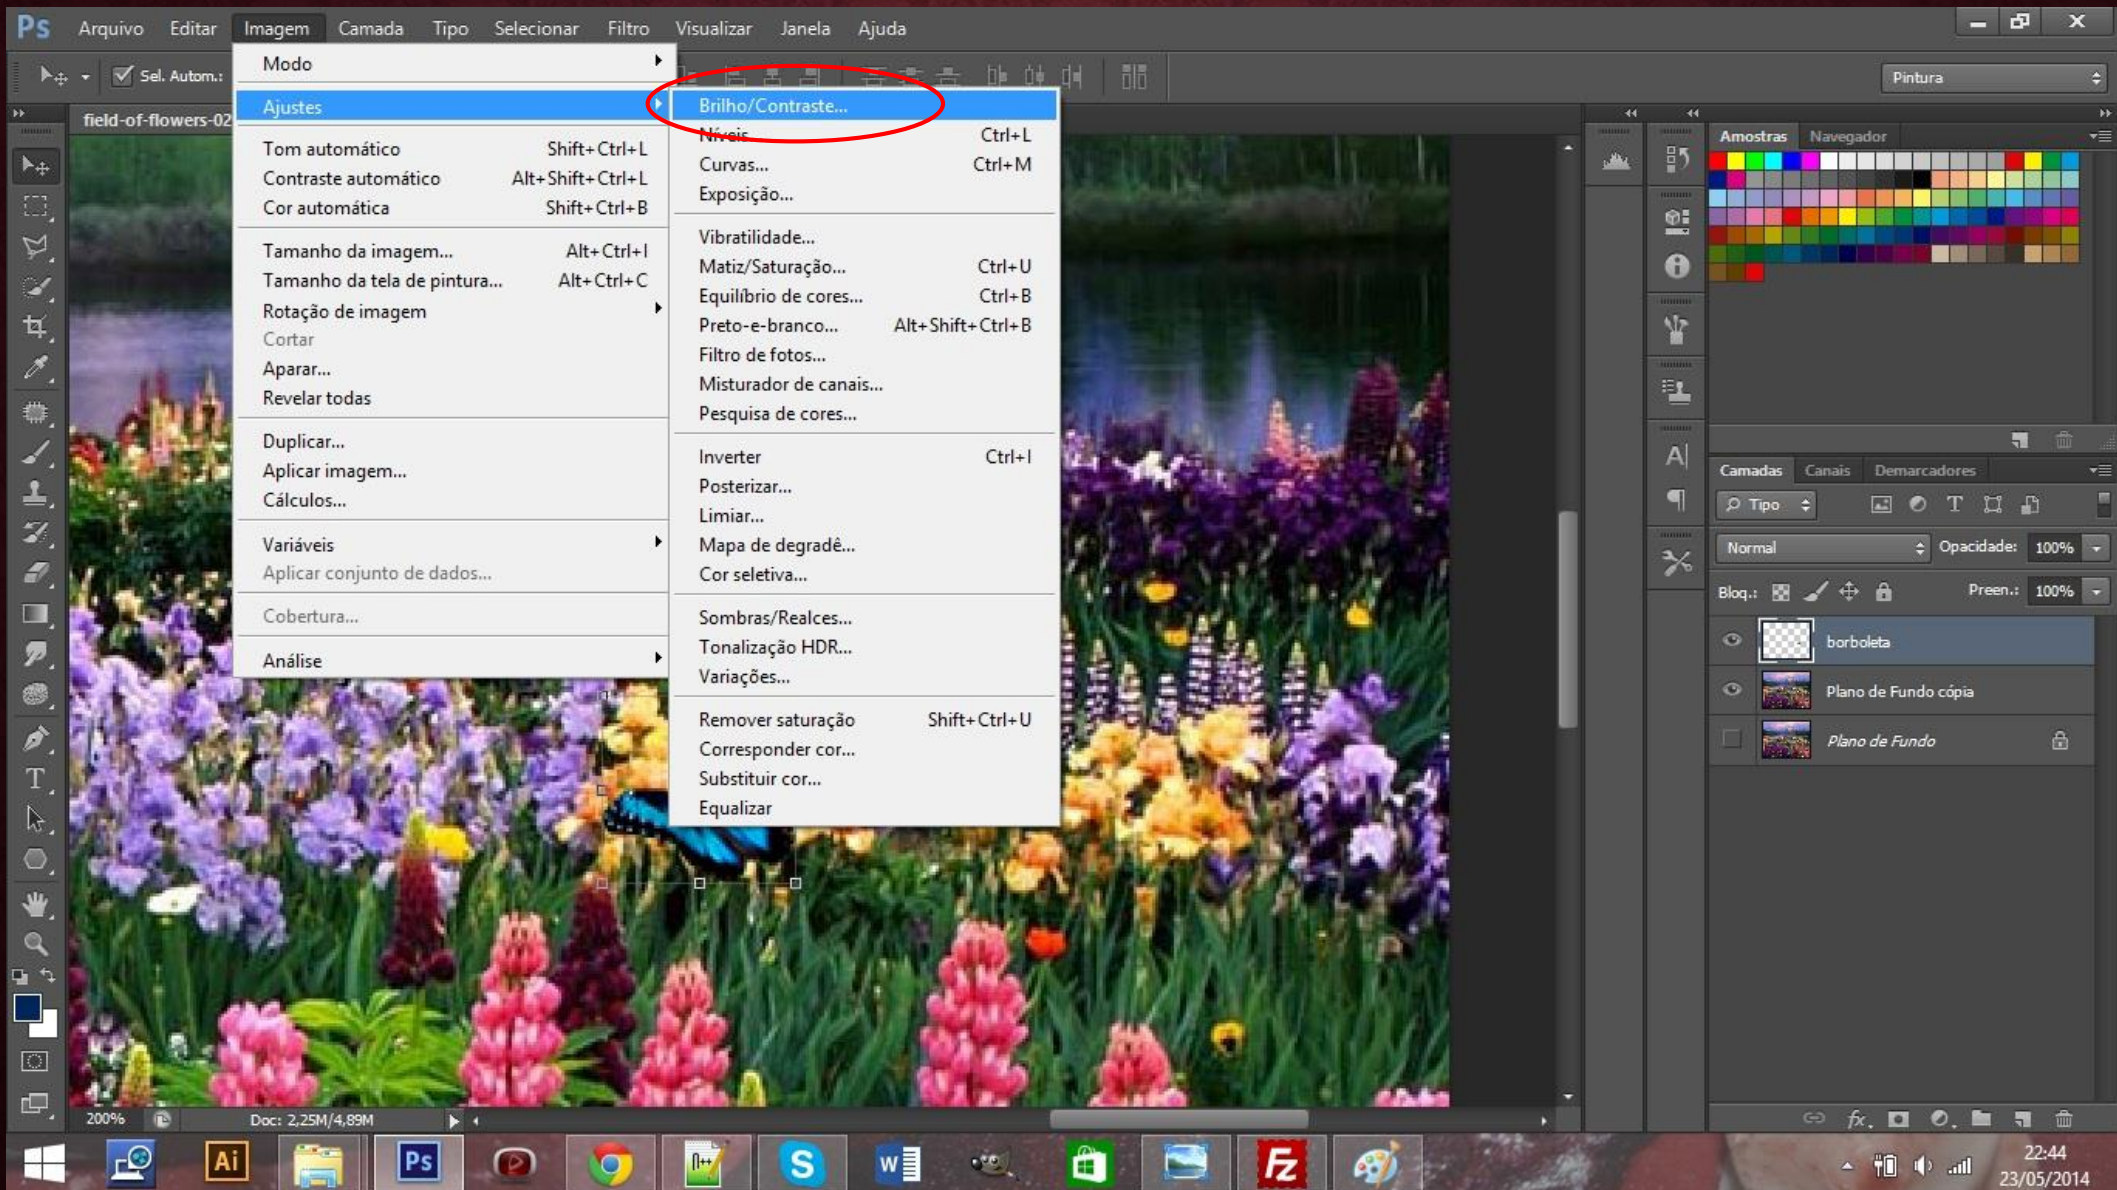 Ps Arquivo Editar Imagem Camada Tipo Selecionar Filtro Visualizar Janela Ajuda
Sel. Autom.:
Pintura
field-of-flowers-02
Modo
Ajustes
Tom automático Shift+Ctrl+L
Contraste automático Alt+Shift+Ctrl+L
Cor automática Shift+Ctrl+B
Tamanho da imagem... Alt+Ctrl+I
Tamanho da tela de pintura... Alt+Ctrl+C
Rotação de imagem
Cortar
Aparar...
Revelar todas
Duplicar...
Aplicar imagem...
Cálculos...
Variáveis
Aplicar conjunto de dados...
Cobertura...
Análise
Brilho/Contraste...
Níveis... Ctrl+L
Curvas... Ctrl+M
Exposição...
Vibratilidade...
Matiz/Saturação... Ctrl+U
Equilíbrio de cores... Ctrl+B
Preto-e-branco... Alt+Shift+Ctrl+B
Filtro de fotos...
Misturador de canais...
Pesquisa de cores...
Inverter Ctrl+I
Posterizar...
Limiar...
Mapa de degradê...
Cor seletiva...
Sombras/Realces...
Tonalização HDR...
Variações...
Remover saturação Shift+Ctrl+U
Corresponder cor...
Substituir cor...
Equalizar
Amostras Navegador
Camadas Canais Demarcadores
Tipo
Normal Opacidade: 100%
Bloq.: Preen.: 100%
borboleta
Plano de Fundo cópia
Plano de Fundo
200% Doc: 2,25M/4,89M
Ai Ps n++ S W Fz
22:44
23/05/2014